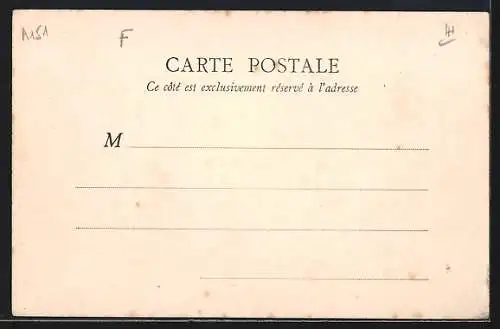 A151 F
CARTE POSTALE
Ce côté est exclusivement réservé à l'adresse
M